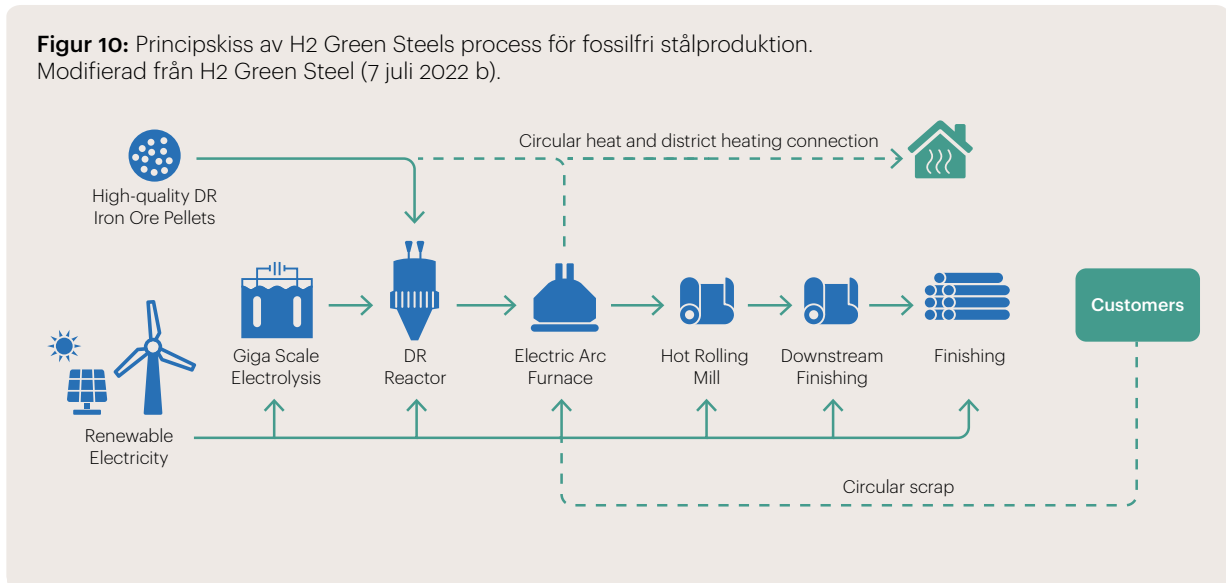 Figur 10: Principskiss av H2 Green Steels process för fossilfri stålproduktion.
Modifierad från H2 Green Steel (7 juli 2022 b).
Circular heat and district heating connection
High-quality DR
Iron Ore Pellets
Giga Scale
Electrolysis
DR
Reactor
Electric Arc
Furnace
Hot Rolling
Mill
Downstream
Finishing
Finishing
Customers
Renewable
Electricity
Circular scrap